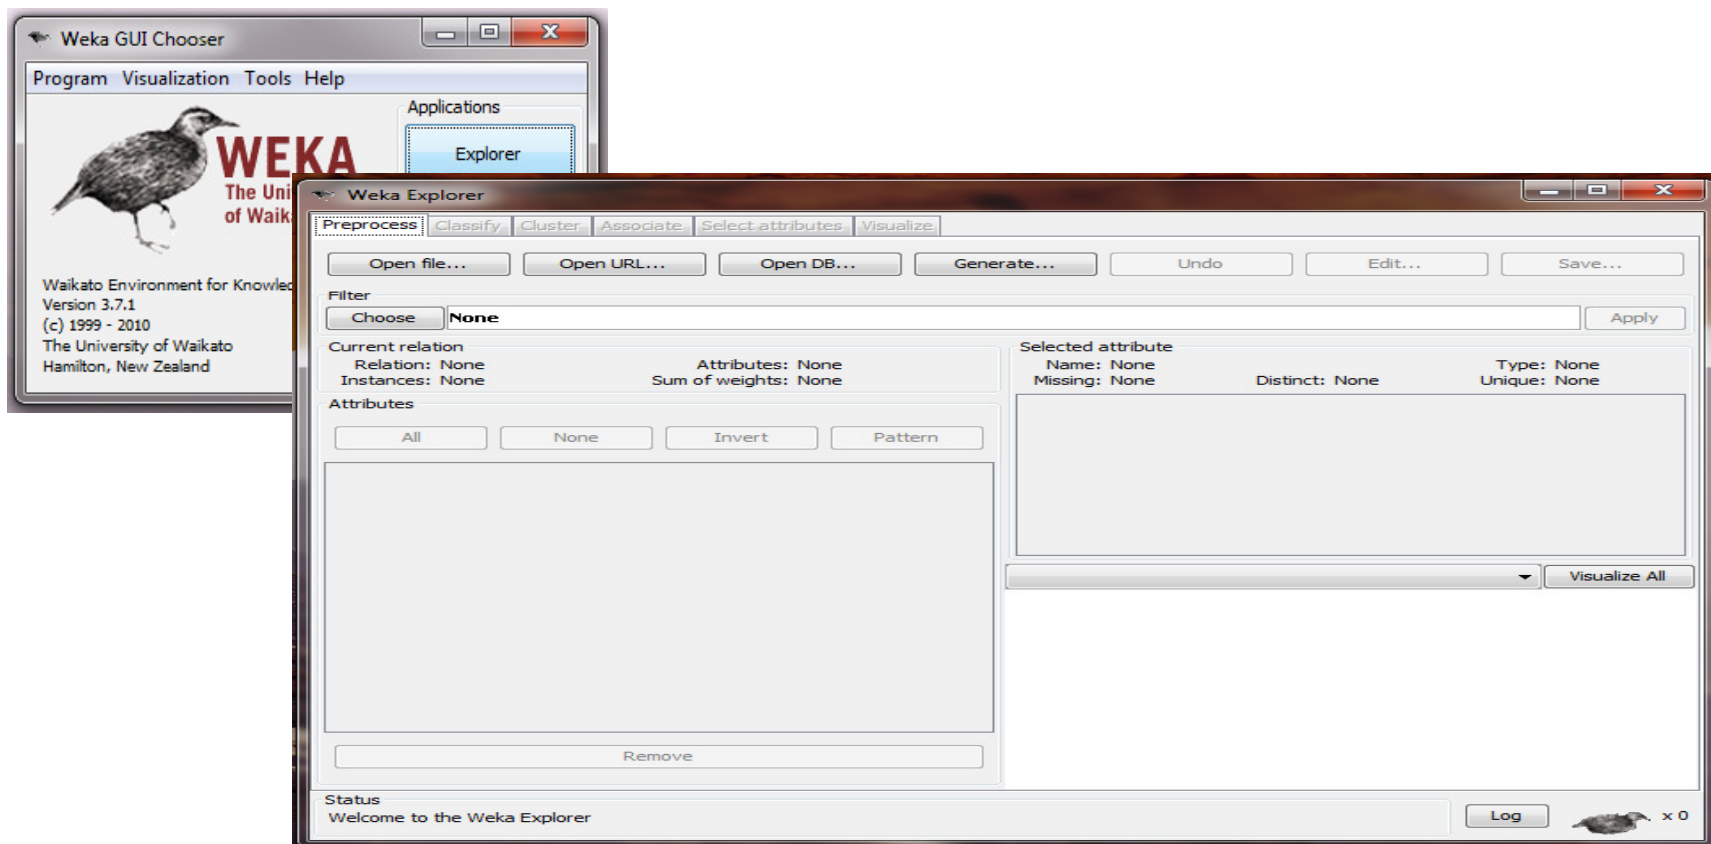 Weka GUI Chooser
Program Visualization Tools Help
Applications
Explorer
WEKA
The Uni
of Waik
Waikato Environment for Knowled
Version 3.7.1
(c) 1999 - 2010
The University of Waikato
Hamilton, New Zealand
Weka Explorer
Preprocess Classify Cluster Associate Select attributes Visualize
Open file... Open URL... Open DB... Generate... Undo Edit... Save...
Filter
Choose None Apply
Current relation
Relation: None Attributes: None
Instances: None Sum of weights: None
Selected attribute
Name: None Type: None
Missing: None Distinct: None Unique: None
Attributes
All None Invert Pattern
Visualize All
Remove
Status
Welcome to the Weka Explorer
Log x 0